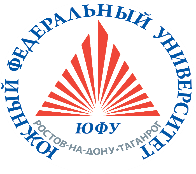 ЮЖНЫЙ ФЕДЕРАЛЬНЫЙ УНИВЕРСИТЕТ
РОСТОВ-НА-ДОНУ-ТАГАНРОГ
ЮФУ